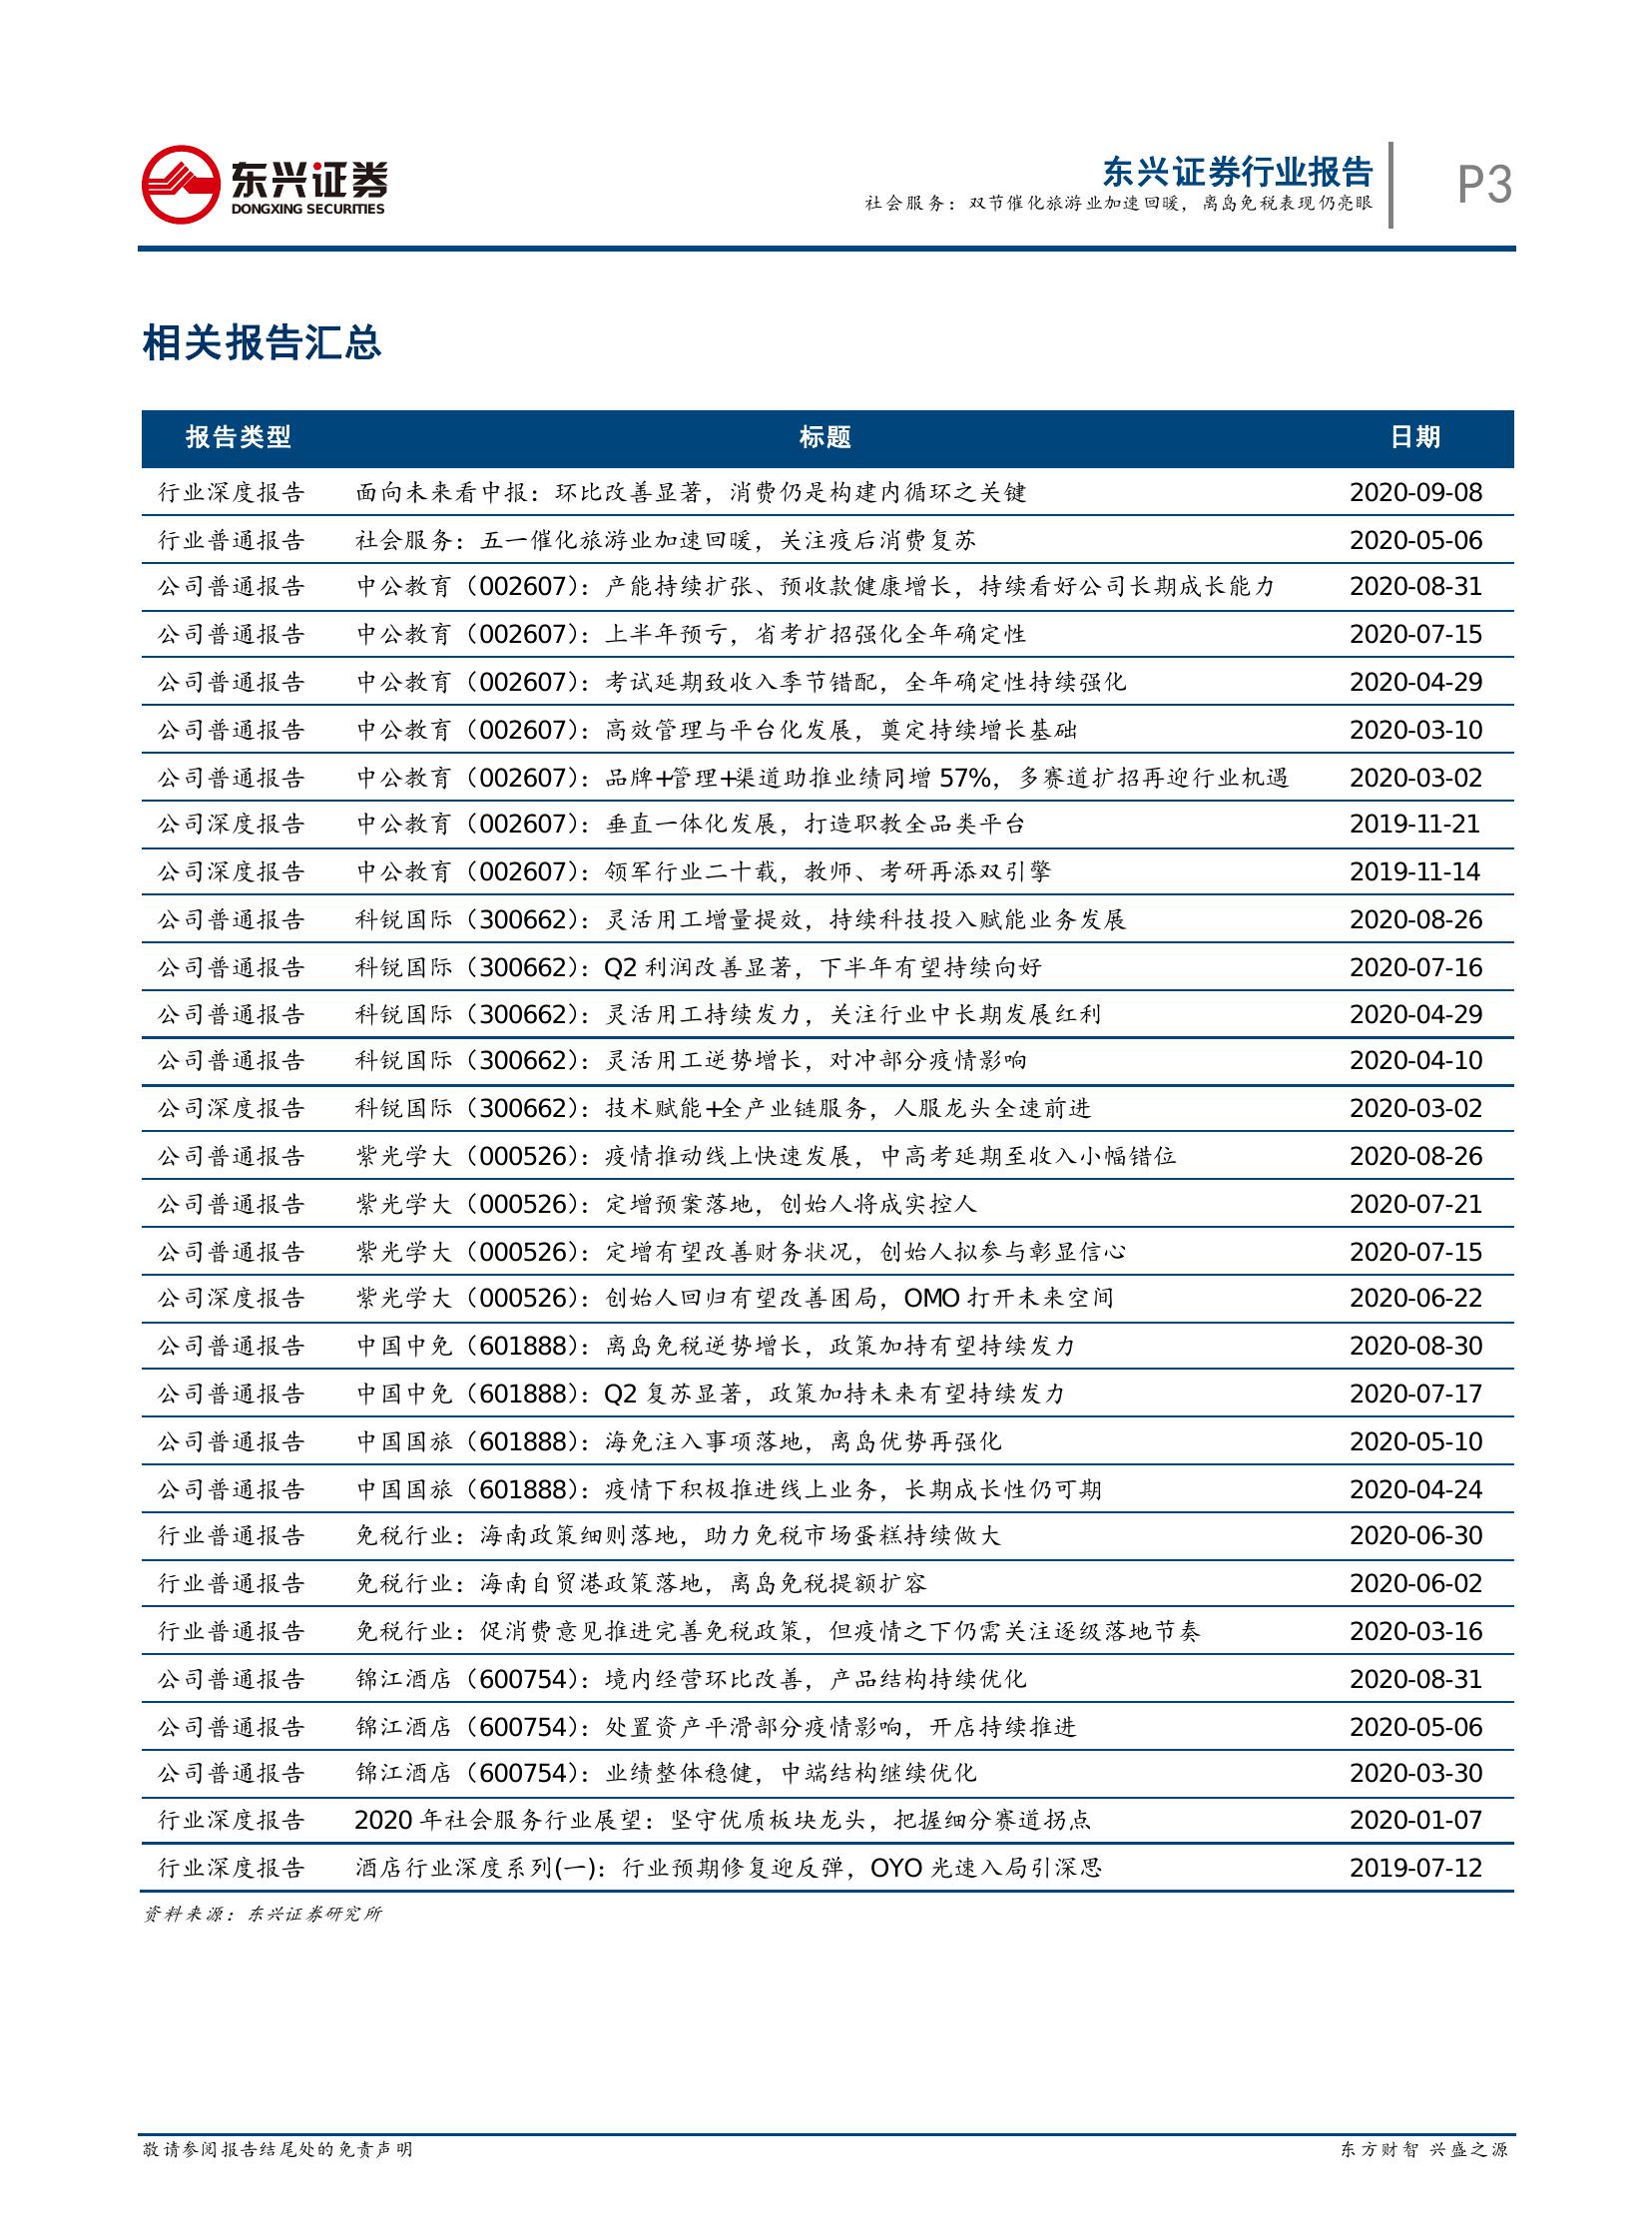 东兴证券
DONGXING SECURITIES
东兴证券行业报告
社会服务：双节催化旅游业加速回暖，离岛免税表现仍亮眼
P3
相关报告汇总
报告类型 标题 日期
行业深度报告 面向未来看中报：环比改善显著，消费仍是构建内循环之关键 2020-09-08
行业普通报告 社会服务：五一催化旅游业加速回暖，关注疫后消费复苏 2020-05-06
公司普通报告 中公教育（002607）：产能持续扩张、预收款健康增长，持续看好公司长期成长能力 2020-08-31
公司普通报告 中公教育（002607）：上半年预亏，省考扩招强化全年确定性 2020-07-15
公司普通报告 中公教育（002607）：考试延期致收入季节错配，全年确定性持续强化 2020-04-29
公司普通报告 中公教育（002607）：高效管理与平台化发展，奠定持续增长基础 2020-03-10
公司普通报告 中公教育（002607）：品牌+管理+渠道助推业绩同增 57%，多赛道扩招再迎行业机遇 2020-03-02
公司深度报告 中公教育（002607）：垂直一体化发展，打造职教全品类平台 2019-11-21
公司深度报告 中公教育（002607）：领军行业二十载，教师、考研再添双引擎 2019-11-14
公司普通报告 科锐国际（300662）：灵活用工增量提效，持续科技投入赋能业务发展 2020-08-26
公司普通报告 科锐国际（300662）：Q2 利润改善显著，下半年有望持续向好 2020-07-16
公司普通报告 科锐国际（300662）：灵活用工持续发力，关注行业中长期发展红利 2020-04-29
公司普通报告 科锐国际（300662）：灵活用工逆势增长，对冲部分疫情影响 2020-04-10
公司深度报告 科锐国际（300662）：技术赋能+全产业链服务，人服龙头全速前进 2020-03-02
公司普通报告 紫光学大（000526）：疫情推动线上快速发展，中高考延期至收入小幅错位 2020-08-26
公司普通报告 紫光学大（000526）：定增预案落地，创始人将成实控人 2020-07-21
公司普通报告 紫光学大（000526）：定增有望改善财务状况，创始人拟参与彰显信心 2020-07-15
公司深度报告 紫光学大（000526）：创始人回归有望改善困局，OMO 打开未来空间 2020-06-22
公司普通报告 中国中免（601888）：离岛免税逆势增长，政策加持有望持续发力 2020-08-30
公司普通报告 中国中免（601888）：Q2 复苏显著，政策加持未来有望持续发力 2020-07-17
公司普通报告 中国国旅（601888）：海免注入事项落地，离岛优势再强化 2020-05-10
公司普通报告 中国国旅（601888）：疫情下积极推进线上业务，长期成长性仍可期 2020-04-24
行业普通报告 免税行业：海南政策细则落地，助力免税市场蛋糕持续做大 2020-06-30
行业普通报告 免税行业：海南自贸港政策落地，离岛免税提额扩容 2020-06-02
行业普通报告 免税行业：促消费意见推进完善免税政策，但疫情之下仍需关注逐级落地节奏 2020-03-16
公司普通报告 锦江酒店（600754）：境内经营环比改善，产品结构持续优化 2020-08-31
公司普通报告 锦江酒店（600754）：处置资产平滑部分疫情影响，开店持续推进 2020-05-06
公司普通报告 锦江酒店（600754）：业绩整体稳健，中端结构继续优化 2020-03-30
行业深度报告 2020 年社会服务行业展望：坚守优质板块龙头，把握细分赛道拐点 2020-01-07
行业深度报告 酒店行业深度系列(一)：行业预期修复迎反弹，OYO 光速入局引深思 2019-07-12
资料来源：东兴证券研究所
敬请参阅报告结尾处的免责声明
东方财智 兴盛之源